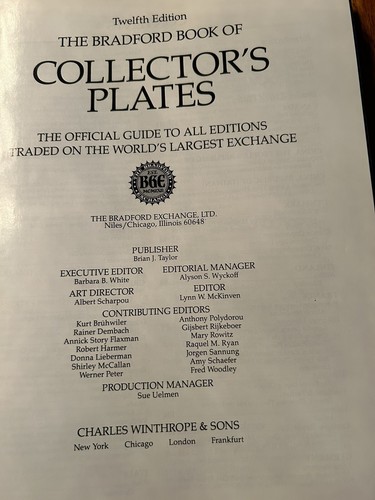 Twelfth Edition
THE BRADFORD BOOK OF
COLLECTOR'S
PLATES
THE OFFICIAL GUIDE TO ALL EDITIONS
TRADED ON THE WORLD'S LARGEST EXCHANGE
BGE
THE BRADFORD EXCHANGE, LTD.
Niles/Chicago, Illinois 60648
PUBLISHER
Brian J. Taylor
EXECUTIVE EDITOR
Barbara B. White
EDITORIAL MANAGER
Alyson S. Wyckoff
ART DIRECTOR
Albert Scharpou
EDITOR
Lynn W. McKinven
CONTRIBUTING EDITORS
Kurt Brühwiler
Rainer Dembach
Annick Story Flaxman
Robert Harmer
Donna Lieberman
Shirley McCallan
Werner Peter
Anthony Polydorou
Gijsbert Rijkeboer
Mary Rowitz
Raquel M. Ryan
Jorgen Sannung
Amy Schaefer
Fred Woodley
PRODUCTION MANAGER
Sue Uelmen
CHARLES WINTHROPE & SONS
New York Chicago London Frankfurt